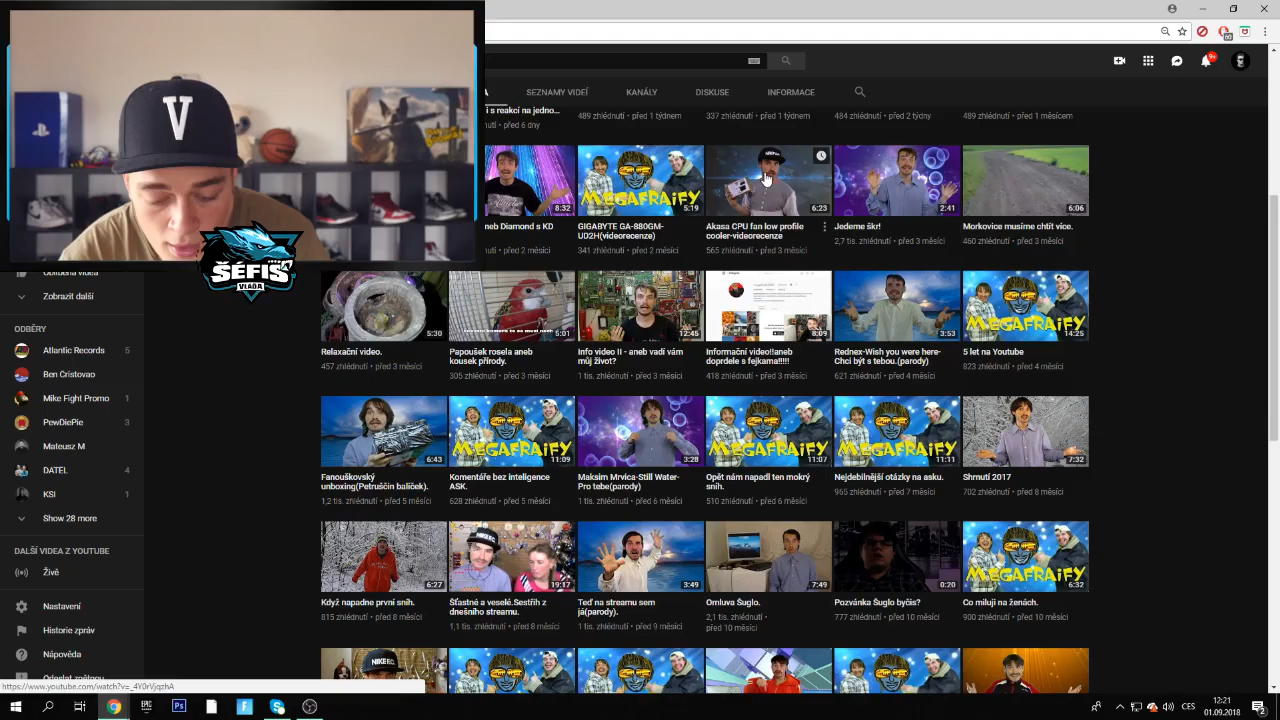 SEZNAMY VIDEÍ KANÁLY DISKUSE INFORMACE
9+
i s reakcí na jedno...
před 6 dny
489 zhlédnutí • před 1 týdnem
337 zhlédnutí • před 1 týdnem
484 zhlédnutí • před 2 týdny
489 zhlédnutí • před 1 měsícem
V
ŠÉFIS
VLAĎA
8:32
MEGAFRAIFY
5:19
6:23
2:41
6:06
neb Diamond s KD
před 2 měsíci
GIGABYTE GA-880GM-
UD2H(videorecenze)
341 zhlédnutí • před 2 měsíci
Akasa CPU fan low profile
cooler-videorecenze
565 zhlédnutí • před 3 měsíci
Jedeme škr!
2,7 tis. zhlédnutí • před 3 měsíci
Morkovice musíme chtít více.
460 zhlédnutí • před 3 měsíci
Oblíbená videa
Zobrazit další
ODBĚRY
Atlantic Records 5
Ben Cristovao
Mike Fight Promo 1
PewDiePie 3
Mateusz M
DATEL 4
KSI 1
Show 28 more
DALŠÍ VIDEA Z YOUTUBE
Živě
Nastavení
Historie zpráv
Nápověda
Odeslat zpětnou
5:30
5:01
12:45
8:09
3:53
MEGAFRAIFY
14:25
Relaxační video.
457 zhlédnutí • před 3 měsíci
Papoušek rosela aneb
kousek přírody.
305 zhlédnutí • před 3 měsíci
Info video II - aneb vadí vám
můj život?
1 tis. zhlédnutí • před 3 měsíci
Informační video!!aneb
doprdele s fejkama!!!!!
418 zhlédnutí • před 3 měsíci
Rednex-Wish you were here-
Chci být s tebou.(parody)
621 zhlédnutí • před 4 měsíci
5 let na Youtube
823 zhlédnutí • před 4 měsíci
6:43
MEGAFRAIFY
11:09
3:28
MEGAFRAIFY
11:07
MEGAFRAIFY
11:11
7:32
Fanouškovský
unboxing(Petruščin balíček).
1,2 tis. zhlédnutí • před 5 měsíci
Komentáře bez inteligence
ASK.
628 zhlédnutí • před 6 měsíci
Maksim Mrvica-Still Water-
Pro tebe(parody)
1 tis. zhlédnutí • před 6 měsíci
Opět nám napadl ten mokrý
sníh.
510 zhlédnutí • před 6 měsíci
Nejdebilnější otázky na asku.
965 zhlédnutí • před 7 měsíci
Shrnutí 2017
702 zhlédnutí • před 8 měsíci
6:27
19:17
3:49
7:49
0:20
MEGAFRAIFY
6:32
Když napadne první sníh.
815 zhlédnutí • před 8 měsíci
Šťastné a veselé.Sestřih z
dnešního streamu.
1,1 tis. zhlédnutí • před 8 měsíci
Teď na streamu sem
já(parody).
1 tis. zhlédnutí • před 9 měsíci
Omluva Šuglo.
2,1 tis. zhlédnutí •
před 10 měsíci
Pozvánka Šuglo byčis?
777 zhlédnutí • před 10 měsíci
Co miluji na ženách.
900 zhlédnutí • před 10 měsíci
NIKEFC.
https://www.youtube.com/watch?v=_4Y0rVjqzhA
CES
12:21
01.09.2018
2